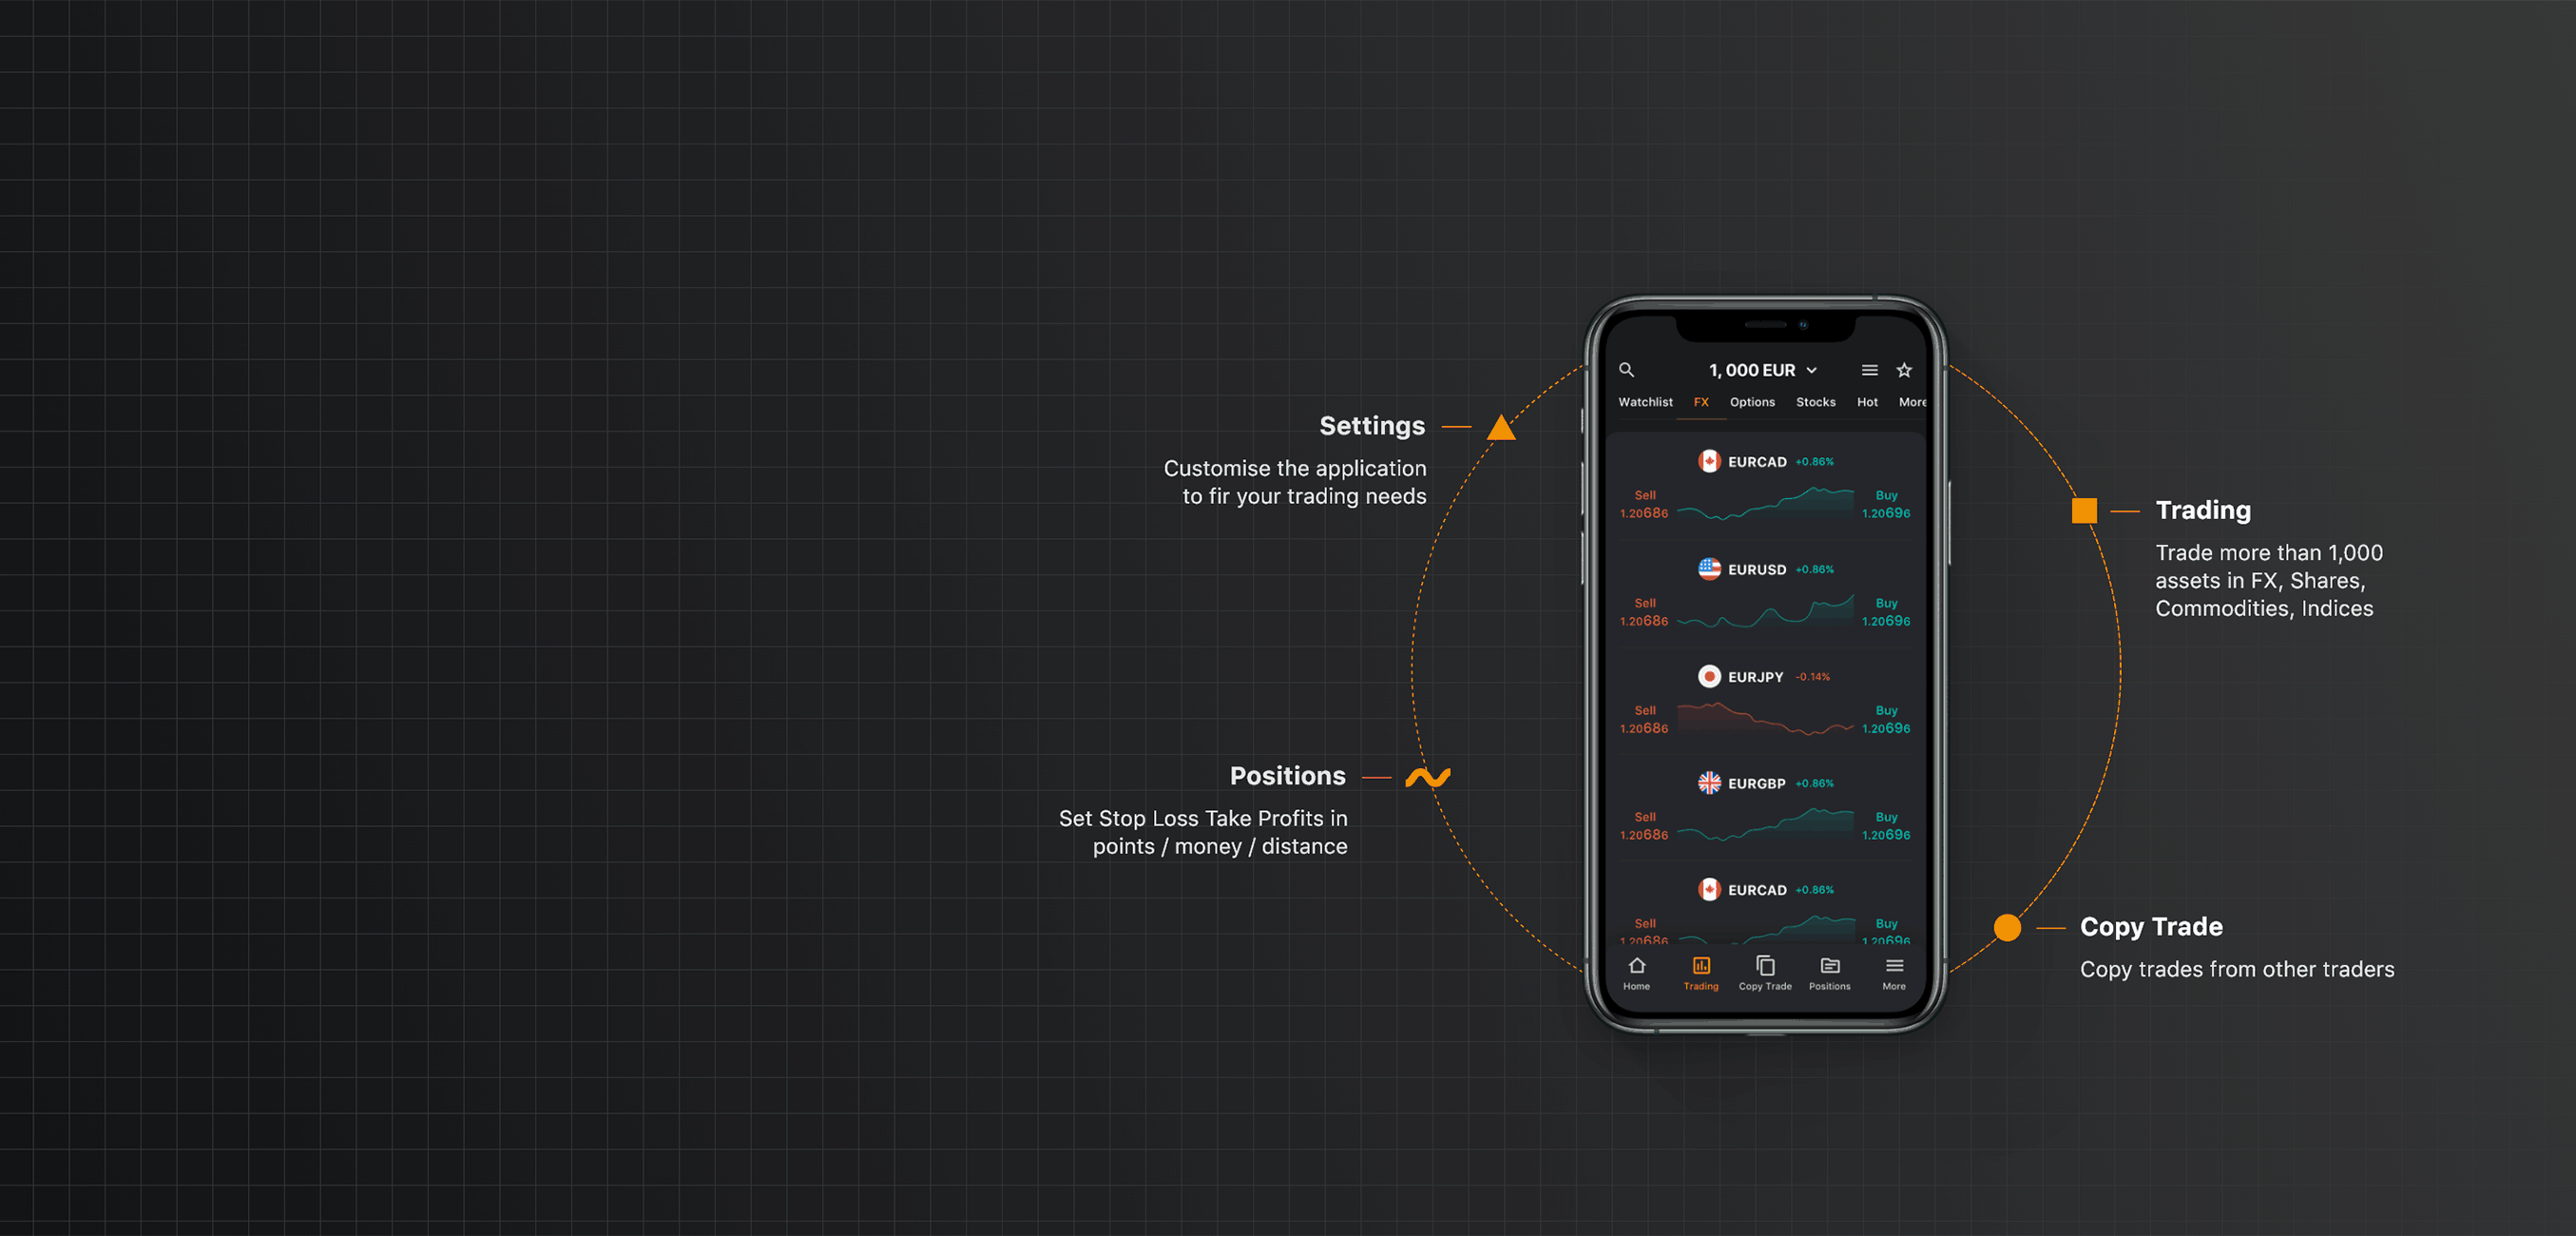 Settings
Customise the application
to fir your trading needs
Positions
Set Stop Loss Take Profits in
points / money / distance
1, 000 EUR
Watchlist FX Options Stocks Hot More
EURCAD +0.86%
Sell Buy
1.20686 1.20696
EURUSD +0.86%
Sell Buy
1.20686 1.20696
EURJPY -0.14%
Sell Buy
1.20686 1.20696
EURGBP +0.86%
Sell Buy
1.20686 1.20696
EURCAD +0.86%
Sell Buy
1.20686 1.20696
Home Trading Copy Trade Positions More
Trading
Trade more than 1,000
assets in FX, Shares,
Commodities, Indices
Copy Trade
Copy trades from other traders